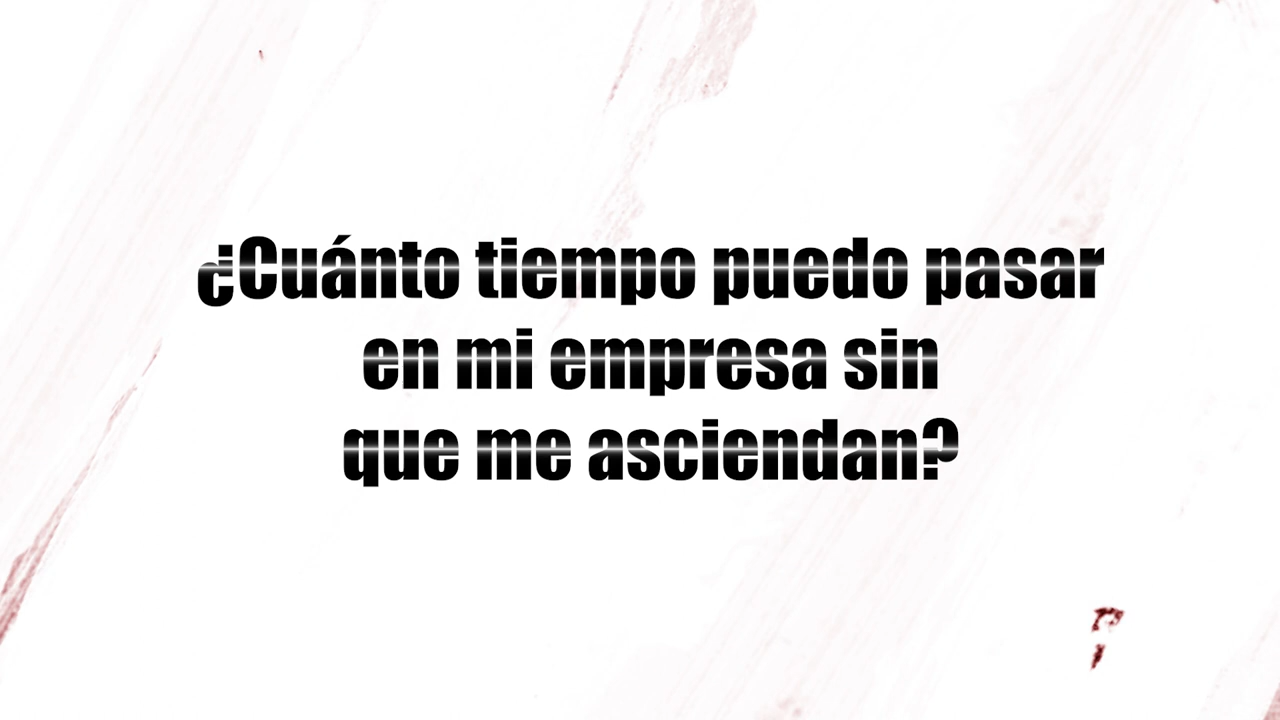 ¿Cuánto tiempo puedo pasar
en mi empresa sin
que me asciendan?